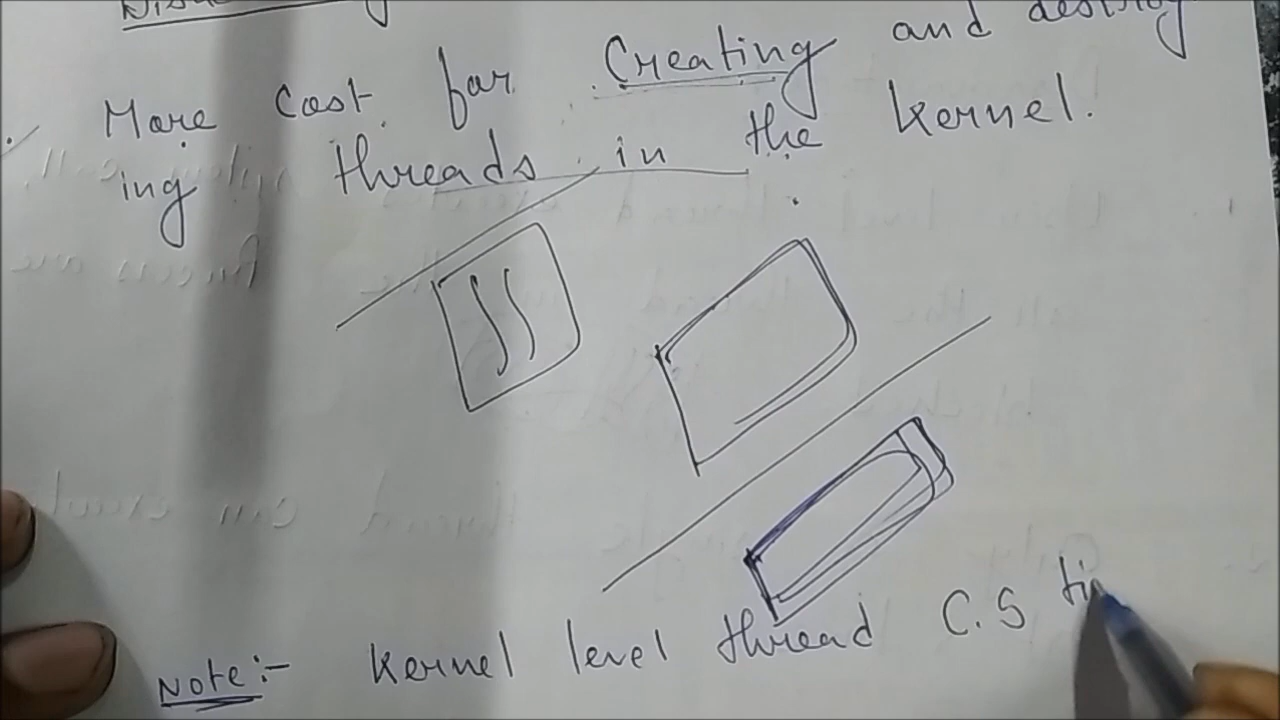 More Cost for Creating and destroy
ing threads in the kernel.
Note:- Kernel level thread C.S ti